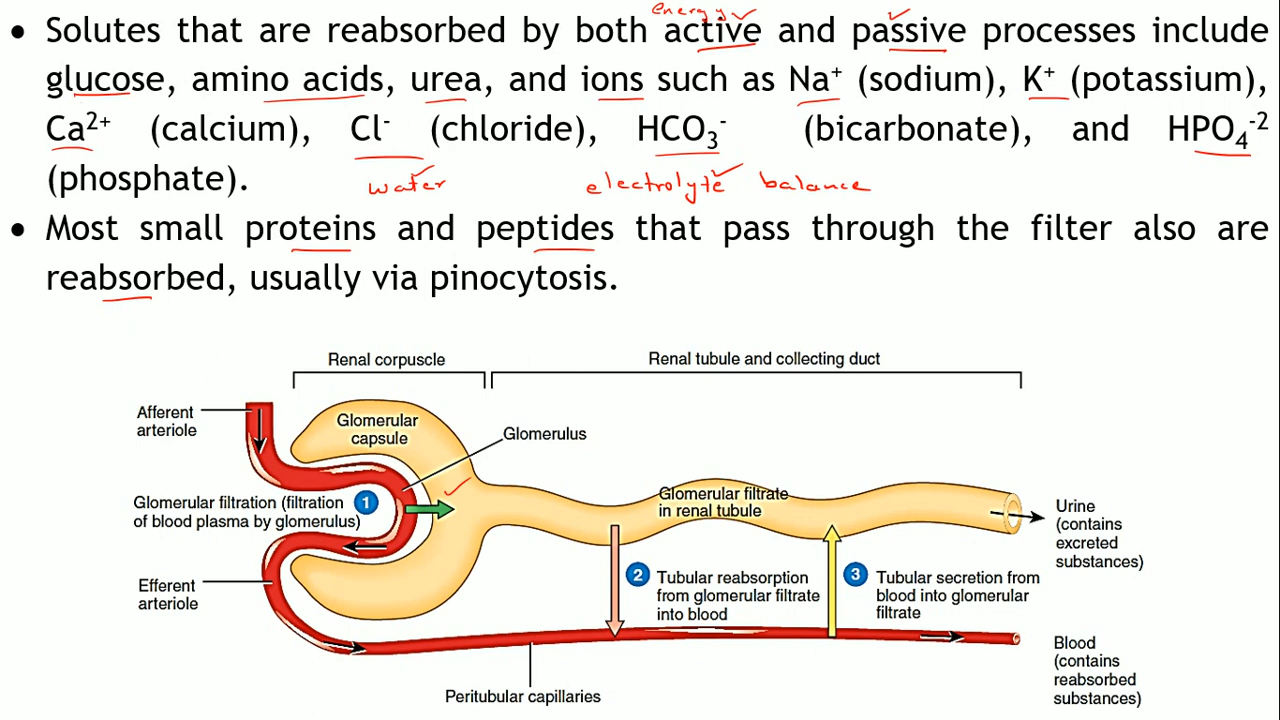 energy ✓ ✓
• Solutes that are reabsorbed by both active and passive processes include
glucose, amino acids, urea, and ions such as Na⁺ (sodium), K⁺ (potassium),
Ca²⁺ (calcium), Cl⁻ (chloride), HCO₃⁻ (bicarbonate), and HPO₄⁻²
(phosphate).
water electrolyte balance
• Most small proteins and peptides that pass through the filter also are
reabsorbed, usually via pinocytosis.
Renal corpuscle
Renal tubule and collecting duct
Afferent
arteriole
Glomerular
capsule
Glomerulus
Glomerular filtration (filtration
of blood plasma by glomerulus)
1
Glomerular filtrate
in renal tubule
Urine
(contains
excreted
substances)
Efferent
arteriole
2
Tubular reabsorption
from glomerular filtrate
into blood
3
Tubular secretion from
blood into glomerular
filtrate
Blood
(contains
reabsorbed
substances)
Peritubular capillaries